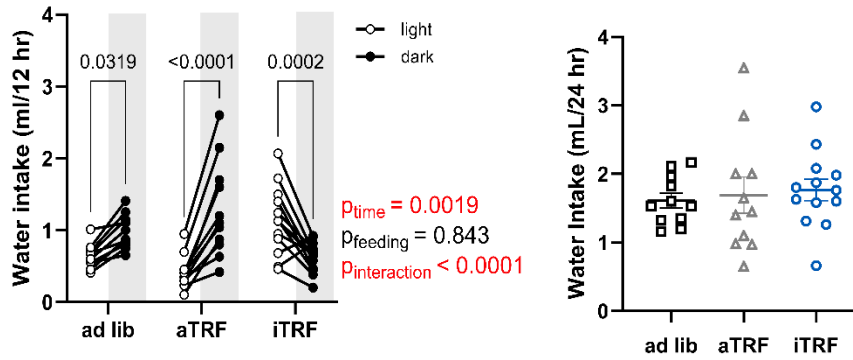 Water intake (ml/12 hr)
4
3
2
1
0
0.0319
<0.0001
0.0002
ad lib
aTRF
iTRF
light
dark
p_time = 0.0019
p_feeding = 0.843
p_interaction < 0.0001
Water Intake (mL/24 hr)
4
3
2
1
0
ad lib
aTRF
iTRF